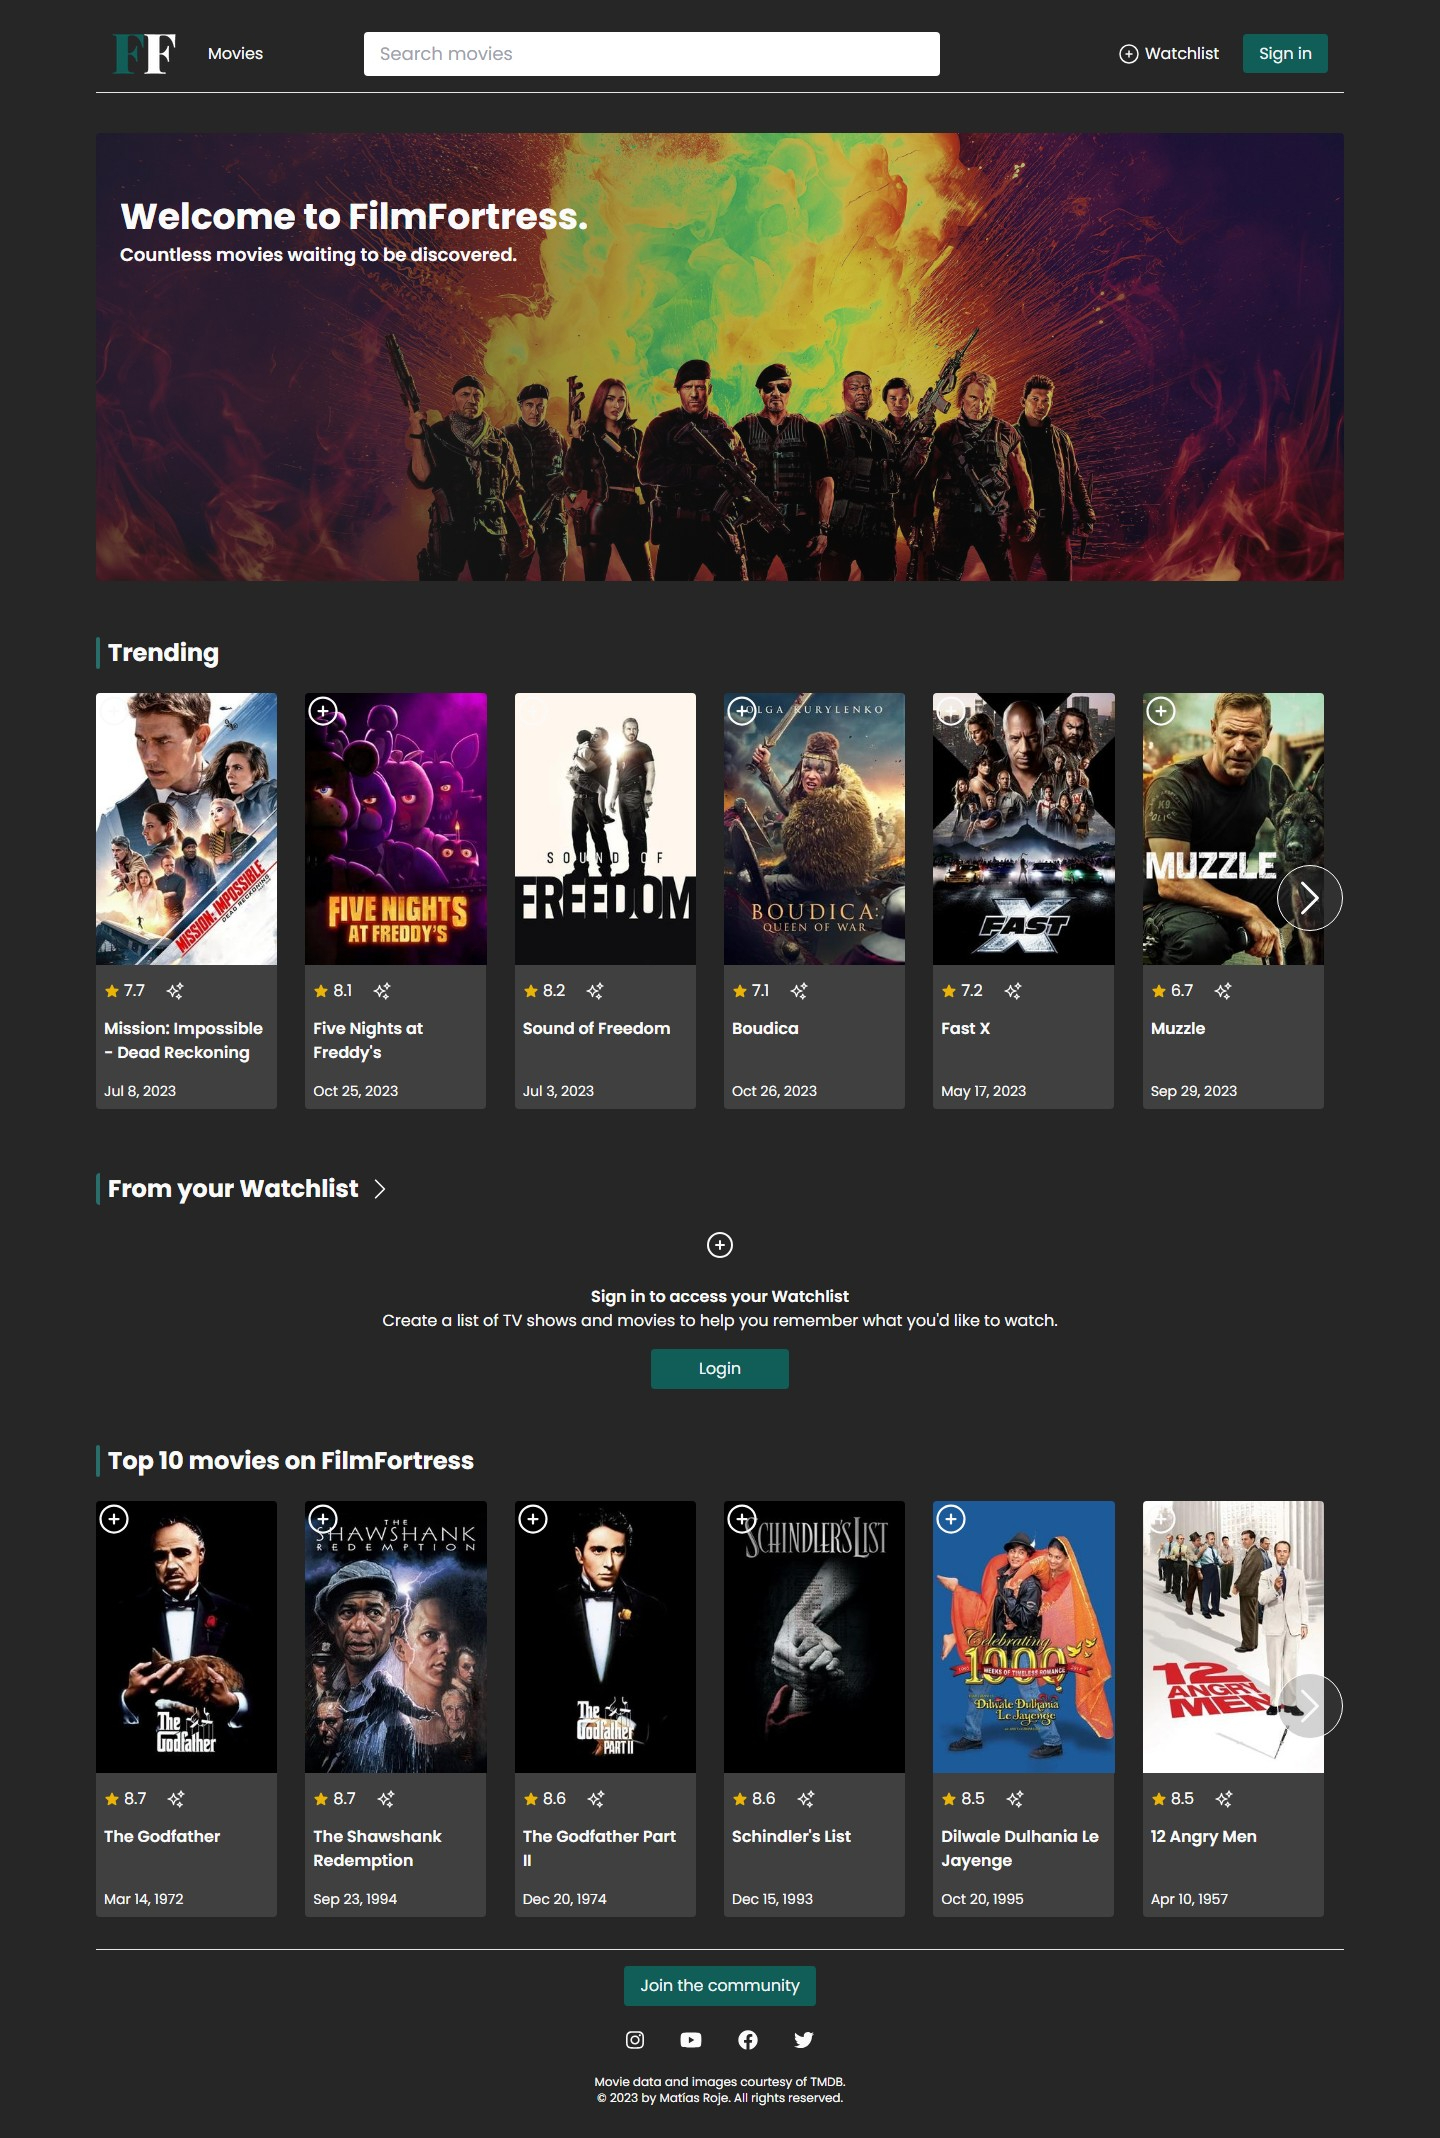 FF
Movies
Search movies
Watchlist
Sign in
Welcome to FilmFortress.
Countless movies waiting to be discovered.
Trending
MISSION: IMPOSSIBLE
DEAD RECKONING
FIVE NIGHTS
AT FREDDY'S
SOUND OF
FREEDOM
OLGA KURYLENKO
BOUDICA:
QUEEN OF WAR
FAST X
K9
MUZZLE
7.7
8.1
8.2
7.1
7.2
6.7
Mission: Impossible
- Dead Reckoning
Five Nights at
Freddy's
Sound of Freedom
Boudica
Fast X
Muzzle
Jul 8, 2023
Oct 25, 2023
Jul 3, 2023
Oct 26, 2023
May 17, 2023
Sep 29, 2023
From your Watchlist
Sign in to access your Watchlist
Create a list of TV shows and movies to help you remember what you'd like to watch.
Login
Top 10 movies on FilmFortress
The
Godfather
THE
SHAWSHANK
REDEMPTION
The
Godfather
PART II
SCHINDLER'S LIST
Celebrating
1000
WEEKS OF TIMELESS ROMANCE
Dilwale Dulhania
Le Jayenge
12
ANGRY
MEN
8.7
8.7
8.6
8.6
8.5
8.5
The Godfather
The Shawshank
Redemption
The Godfather Part
II
Schindler's List
Dilwale Dulhania Le
Jayenge
12 Angry Men
Mar 14, 1972
Sep 23, 1994
Dec 20, 1974
Dec 15, 1993
Oct 20, 1995
Apr 10, 1957
Join the community
Movie data and images courtesy of TMDB.
© 2023 by Matías Roje. All rights reserved.